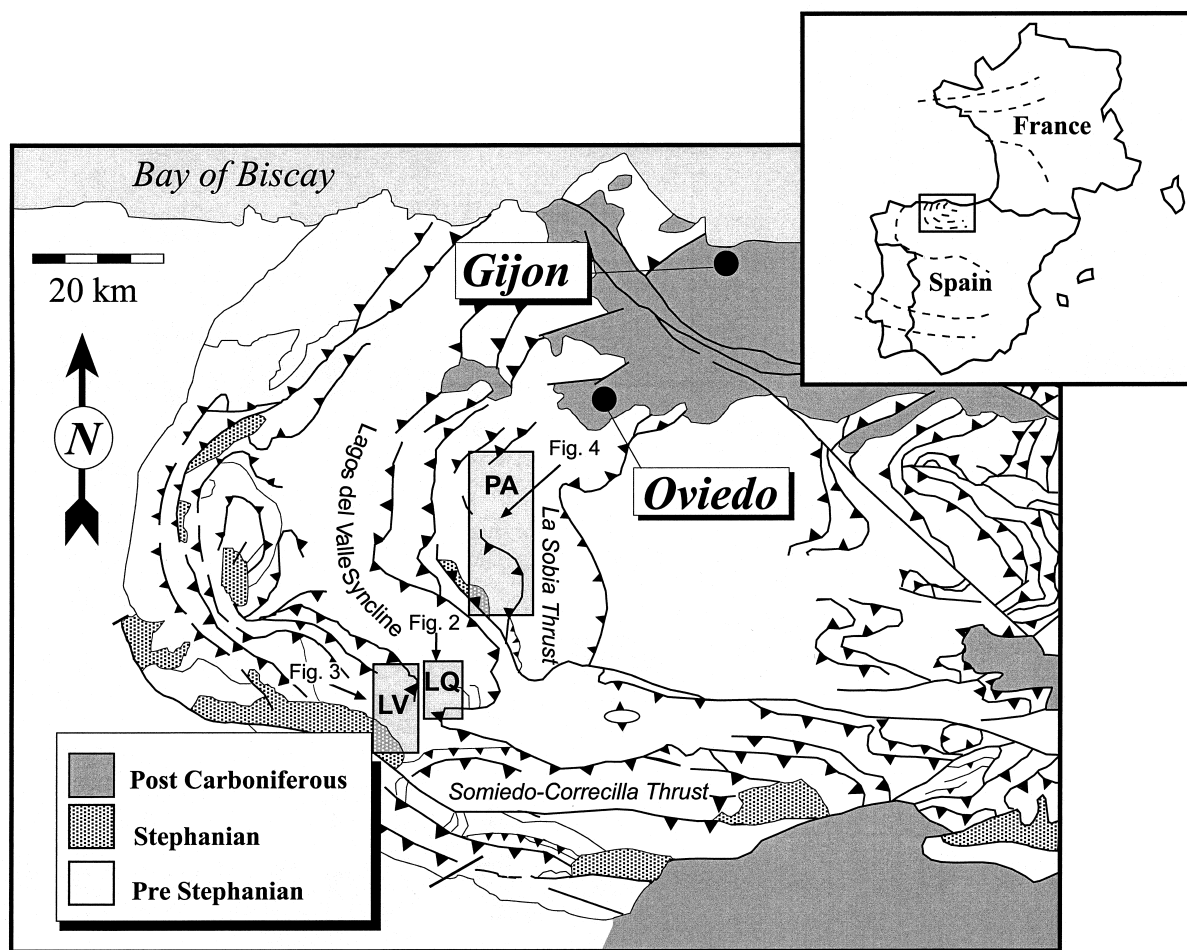 Bay of Biscay
France
Spain
20 km
Gijon
N
Lagos del Valle Syncline
Fig. 4
PA
Oviedo
La Sobia Thrust
Fig. 2
Fig. 3
LQ
LV
Somiedo-Correcilla Thrust
Post Carboniferous
Stephanian
Pre Stephanian